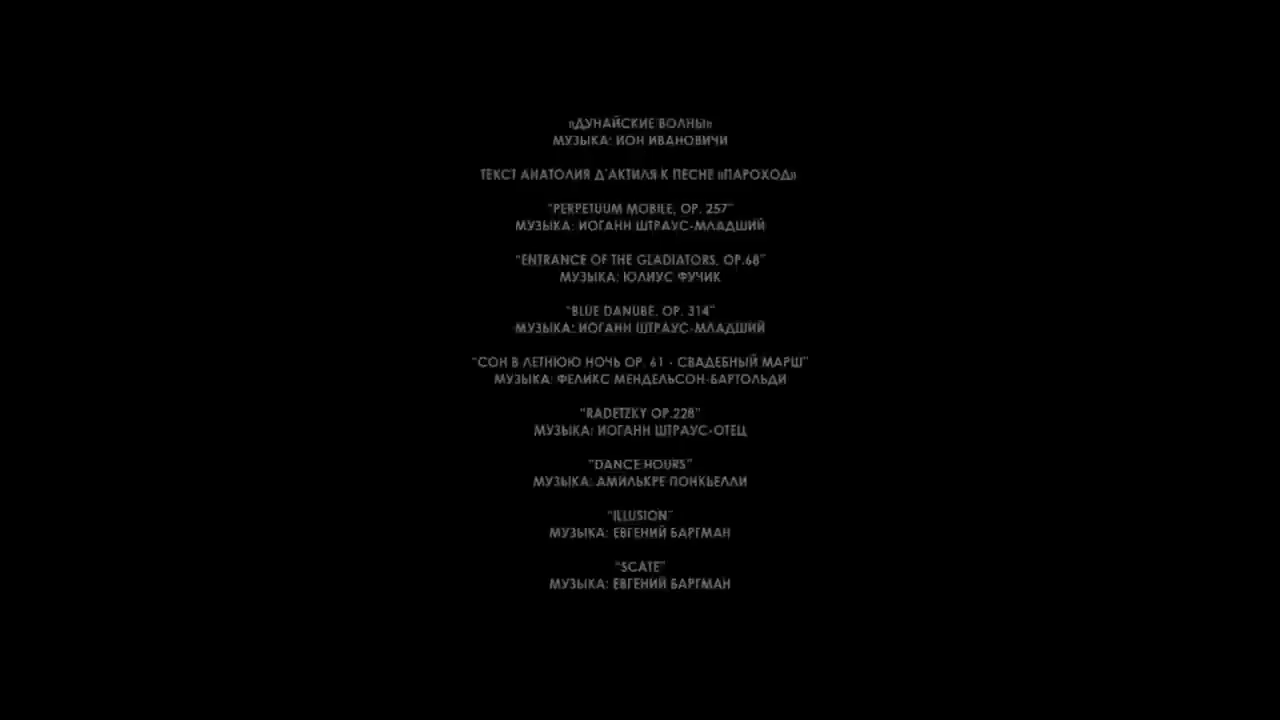 «ДУНАЙСКИЕ ВОЛНЫ»
МУЗЫКА: ИОН ИВАНОВИЧИ
ТЕКСТ АНАТОЛИЯ Д'АКТИЛЯ К ПЕСНЕ «ПАРОХОД»
"PERPETUUM MOBILE, OP. 257"
МУЗЫКА: ИОГАНН ШТРАУС-МЛАДШИЙ
"ENTRANCE OF THE GLADIATORS, OP.68"
МУЗЫКА: ЮЛИУС ФУЧИК
"BLUE DANUBE, OP. 314"
МУЗЫКА: ИОГАНН ШТРАУС-МЛАДШИЙ
"СОН В ЛЕТНЮЮ НОЧЬ OP. 61 - СВАДЕБНЫЙ МАРШ"
МУЗЫКА: ФЕЛИКС МЕНДЕЛЬСОН-БАРТОЛЬДИ
"RADETZKY OP.228"
МУЗЫКА: ИОГАНН ШТРАУС-ОТЕЦ
"DANCE HOURS"
МУЗЫКА: АМИЛЬКРЕ ПОНКЬЕЛЛИ
"ILLUSION"
МУЗЫКА: ЕВГЕНИЙ БАРГМАН
"SCATE"
МУЗЫКА: ЕВГЕНИЙ БАРГМАН